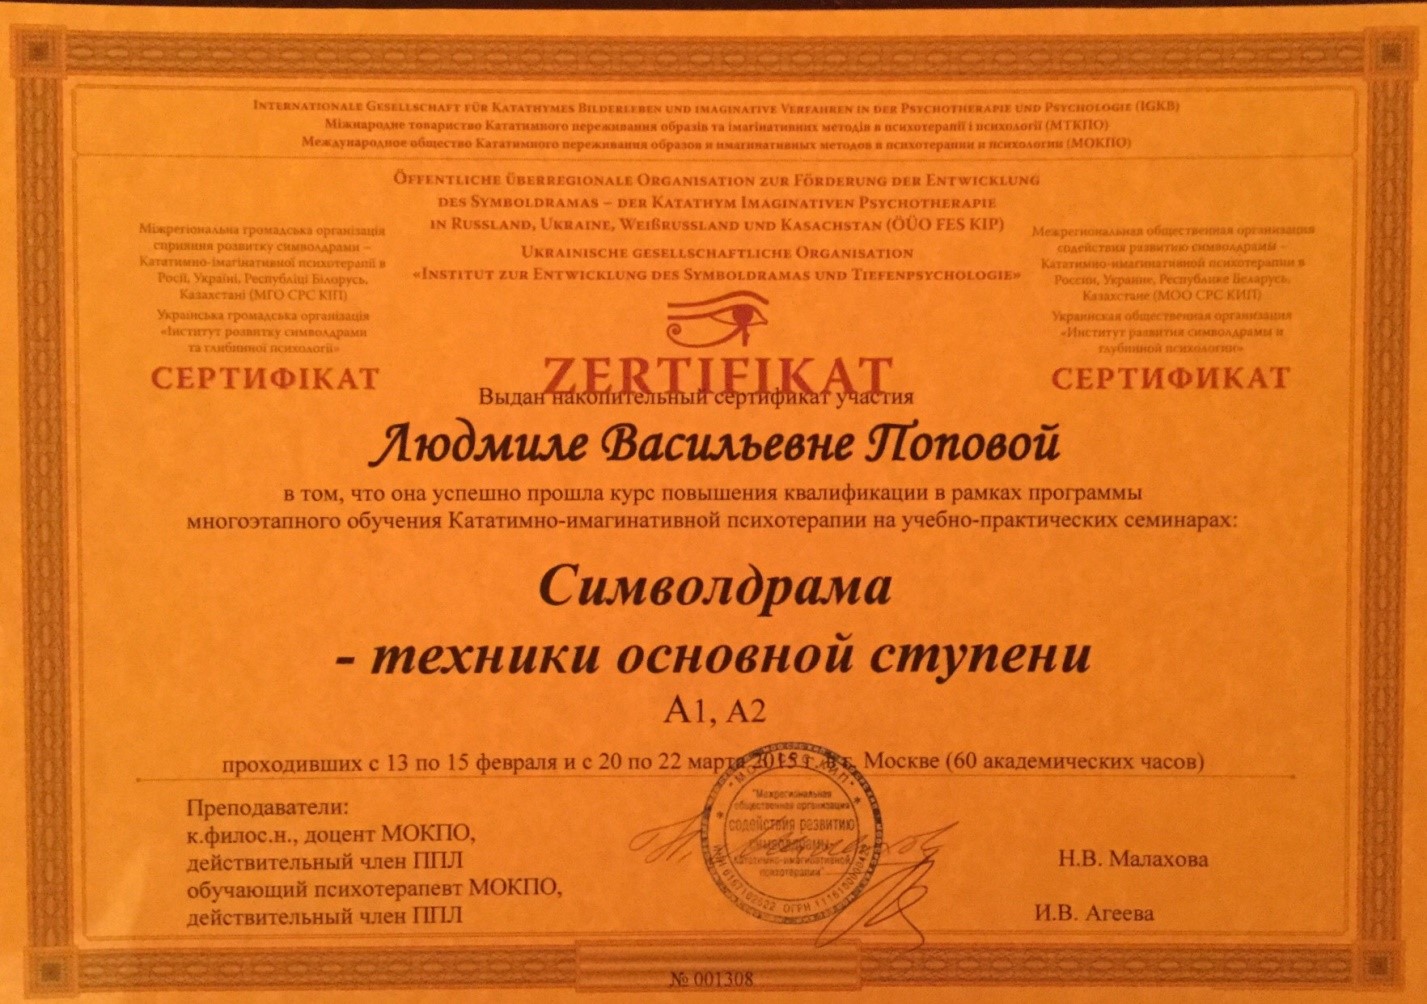 Internationale Gesellschaft für Katathymes Bilderleben und imaginative Verfahren in der Psychotherapie und Psychologie (IGKB)
Міжнародне товариство Кататимного переживання образів та імагінативних методів в психотерапії і психології (МТКПО)
Международное общество Кататимного переживания образов и имагинативных методов в психотерапии и психологии (МОКПО)
Öffentliche überregionale Organisation zur Förderung der Entwicklung
des Symboldramas – der Katathym Imaginativen Psychotherapie
in Russland, Ukraine, Weißrussland und Kasachstan (ÖÜO FES KIP)
Ukrainische gesellschaftliche Organisation
«Institut zur Entwicklung des Symboldramas und Tiefenpsychologie»
Міжрегіональна громадська організація
сприяння розвитку символдрами –
Кататимно-імагінативної психотерапії в
Росії, Україні, Республіці Білорусь,
Казахстані (МГО СРС КІП)
Українська громадська організація
«Інститут розвитку символдрами
та глибинної психології»
СЕРТИФІКАТ
Межрегиональная общественная организация
содействия развитию символдрамы –
Кататимно-имагинативной психотерапии в
России, Украине, Республике Беларусь,
Казахстане (МОО СРС КИП)
Украинская общественная организация
«Институт развития символдрамы и
глубинной психологии»
СЕРТИФИКАТ
ZERTIFIKAT
Выдан накопительный сертификат участия
Людмиле Васильевне Поповой
в том, что она успешно прошла курс повышения квалификации в рамках программы
многоэтапного обучения Кататимно-имагинативной психотерапии на учебно-практических семинарах:
Символдрама
- техники основной ступени
А1, А2
проходивших с 13 по 15 февраля и с 20 по 22 марта 2015 г. в г. Москве (60 академических часов)
Преподаватели:
к.филос.н., доцент МОКПО,
действительный член ППЛ
обучающий психотерапевт МОКПО,
действительный член ППЛ
Н.В. Малахова
И.В. Агеева
"Межрегиональная
общественная организация
содействия развитию
символдрамы-
кататимно-имагинативной
психотерапии"
№ 001308